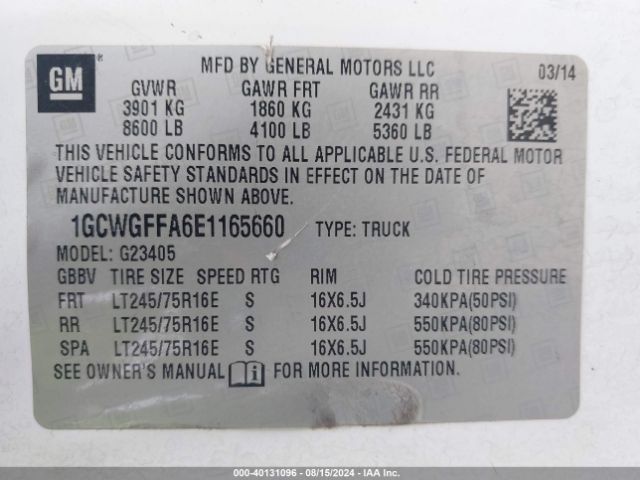 GM
MFD BY GENERAL MOTORS LLC 03/14
GVWR GAWR FRT GAWR RR
3901 KG 1860 KG 2431 KG
8600 LB 4100 LB 5360 LB
THIS VEHICLE CONFORMS TO ALL APPLICABLE U.S. FEDERAL MOTOR
VEHICLE SAFETY STANDARDS IN EFFECT ON THE DATE OF
MANUFACTURE SHOWN ABOVE.
1GCWGFFA6E1165660 TYPE: TRUCK
MODEL: G23405
GBBV TIRE SIZE SPEED RTG RIM COLD TIRE PRESSURE
FRT LT245/75R16E S 16X6.5J 340KPA(50PSI)
RR LT245/75R16E S 16X6.5J 550KPA(80PSI)
SPA LT245/75R16E S 16X6.5J 550KPA(80PSI)
SEE OWNER'S MANUAL i FOR MORE INFORMATION.
000-40131096 - 08/15/2024 - IAA Inc.